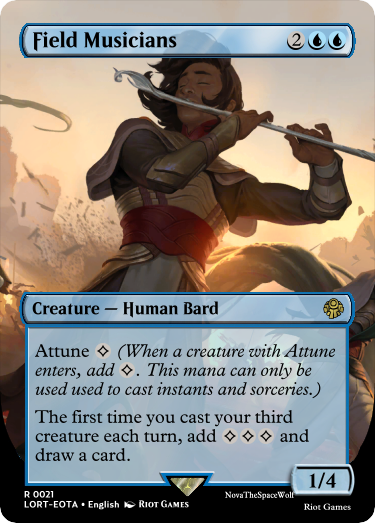 Field Musicians 2
Creature — Human Bard
Attune (When a creature with Attune
enters, add . This mana can only be
used used to cast instants and sorceries.)
The first time you cast your third
creature each turn, add and
draw a card.
1/4
R 0021
LORT-EOTA • English Riot Games
NovaTheSpaceWolf
Riot Games